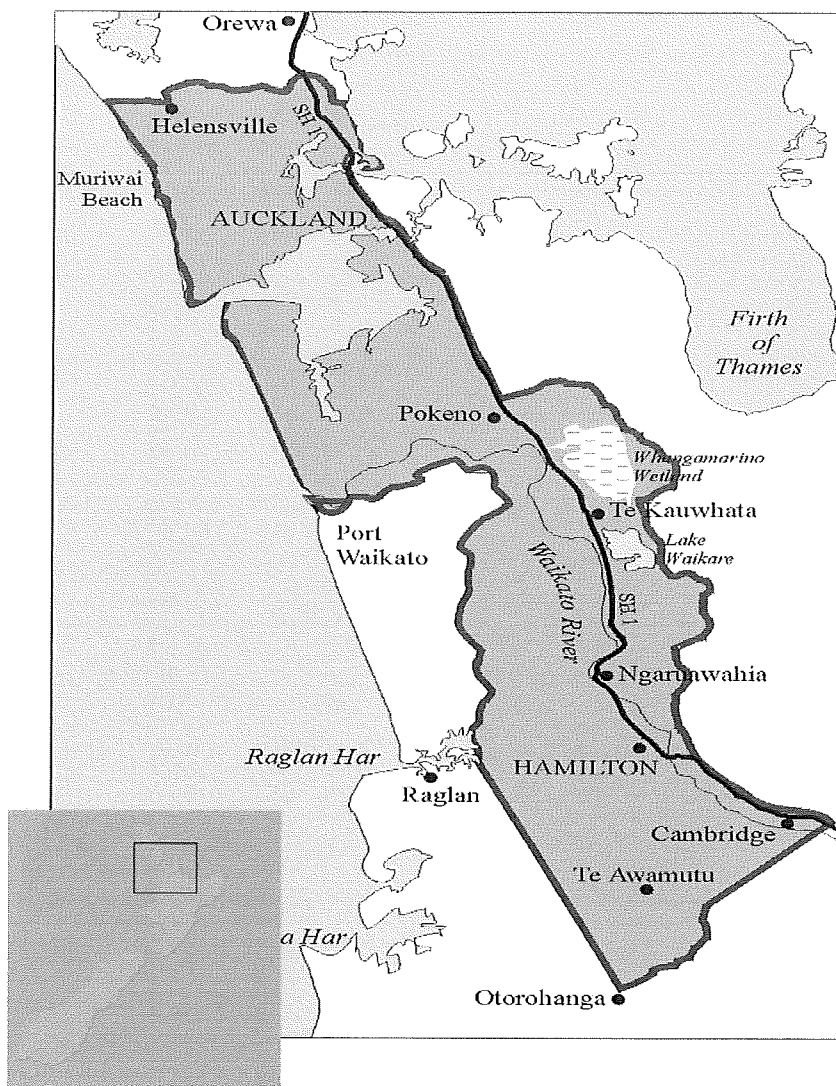 Orewa
SH 1
Helensville
Muriwai
Beach
AUCKLAND
Firth
of
Thames
Pokeno
Whangamarino
Wetland
Te Kauwhata
Port
Waikato
Lake
Waikare
Waikato River
SH 1
Ngaruawahia
Raglan Har
HAMILTON
Raglan
Cambridge
Te Awamutu
a Har
Otorohanga